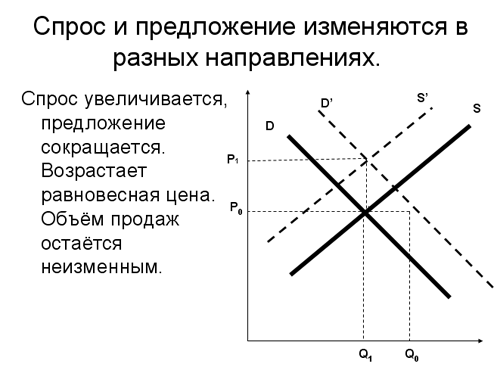 Спрос и предложение изменяются в
разных направлениях.
Спрос увеличивается,
предложение
сокращается.
Возрастает
равновесная цена.
Объём продаж
остаётся
неизменным.
D’
S’
S
D
P₁
P₀
Q₁ Q₀